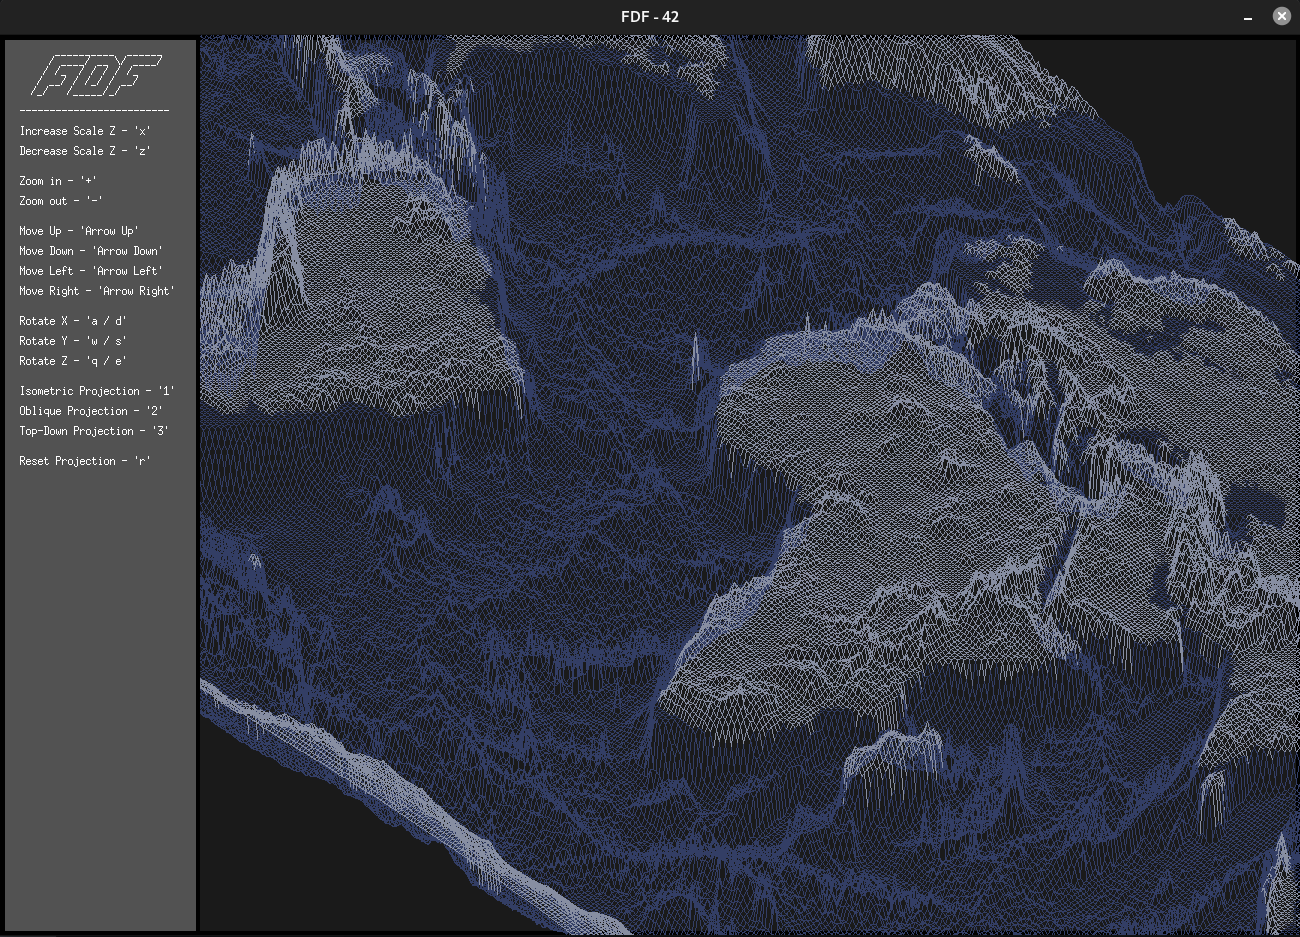 FDF - 42
FDF
Increase Scale Z - 'x'
Decrease Scale Z - 'z'
Zoom in - '+'
Zoom out - '-'
Move Up - 'Arrow Up'
Move Down - 'Arrow Down'
Move Left - 'Arrow Left'
Move Right - 'Arrow Right'
Rotate X - 'a / d'
Rotate Y - 'w / s'
Rotate Z - 'q / e'
Isometric Projection - '1'
Oblique Projection - '2'
Top-Down Projection - '3'
Reset Projection - 'r'